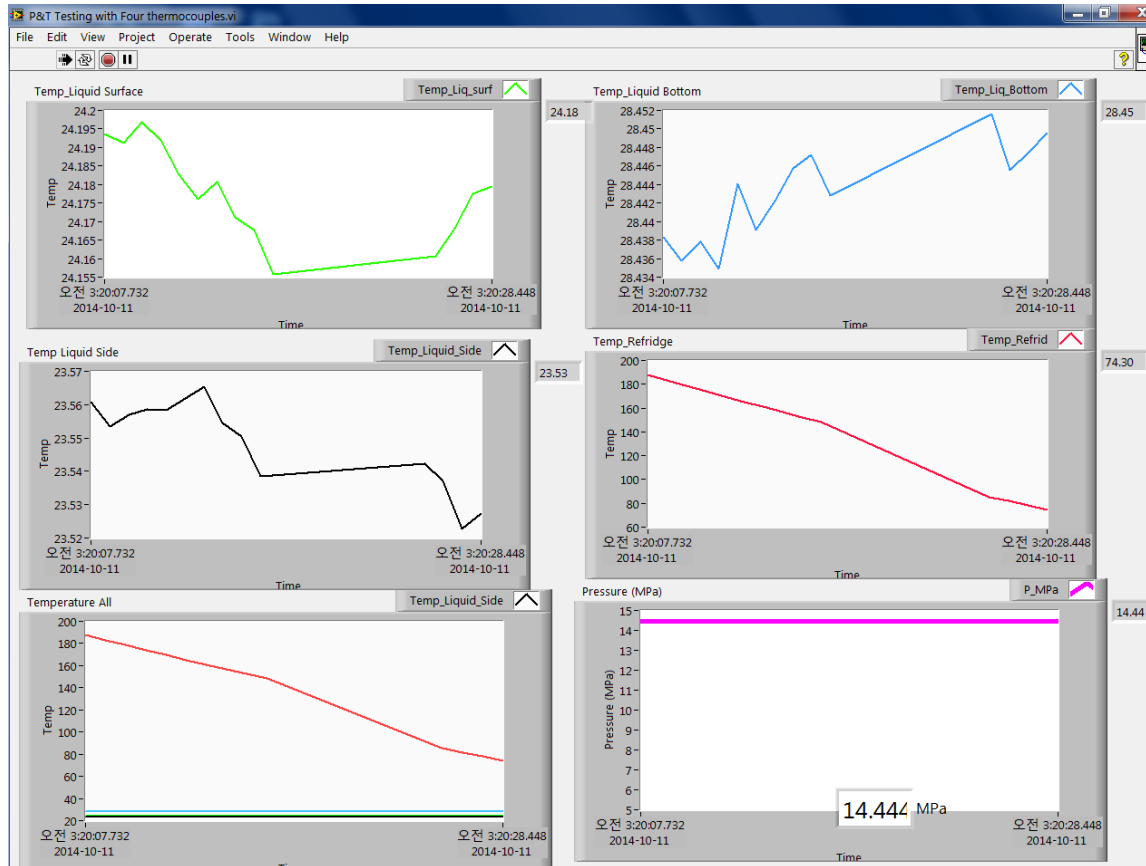 P&T Testing with Four thermocouples.vi
File Edit View Project Operate Tools Window Help
Temp_Liquid Surface
Temp_Liq_surf
24.18
Temp
24.2
24.195
24.19
24.185
24.18
24.175
24.17
24.165
24.16
24.155
오전 3:20:07.732
2014-10-11
오전 3:20:28.448
2014-10-11
Time
Temp_Liquid Bottom
Temp_Liq_Bottom
28.45
Temp
28.452
28.45
28.448
28.446
28.444
28.442
28.44
28.438
28.436
28.434
오전 3:20:07.732
2014-10-11
오전 3:20:28.448
2014-10-11
Time
Temp Liquid Side
Temp_Liquid_Side
23.53
Temp
23.57
23.56
23.55
23.54
23.53
23.52
오전 3:20:07.732
2014-10-11
오전 3:20:28.448
2014-10-11
Time
Temp_Refridge
Temp_Refrid
74.30
Temp
200
180
160
140
120
100
80
60
오전 3:20:07.732
2014-10-11
오전 3:20:28.448
2014-10-11
Time
Temperature All
Temp_Liquid_Side
Temp
200
180
160
140
120
100
80
60
40
20
오전 3:20:07.732
2014-10-11
오전 3:20:28.448
2014-10-11
Time
Pressure (MPa)
P_MPa
14.44
Pressure (MPa)
15
14
13
12
11
10
9
8
7
6
5
14.444 MPa
오전 3:20:07.732
2014-10-11
오전 3:20:28.448
2014-10-11
Time